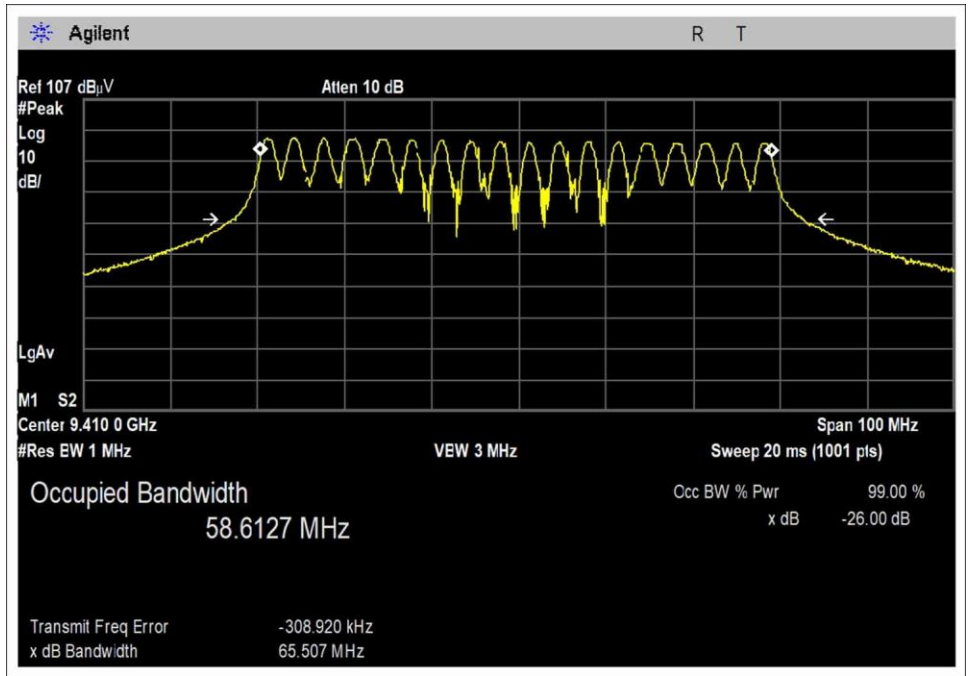 Agilent R T
Ref 107 dBµV Atten 10 dB
#Peak
Log
10
dB/
LgAv
M1 S2
Center 9.410 0 GHz Span 100 MHz
#Res BW 1 MHz VBW 3 MHz Sweep 20 ms (1001 pts)
Occupied Bandwidth Occ BW % Pwr 99.00 %
58.6127 MHz x dB -26.00 dB
Transmit Freq Error -308.920 kHz
x dB Bandwidth 65.507 MHz